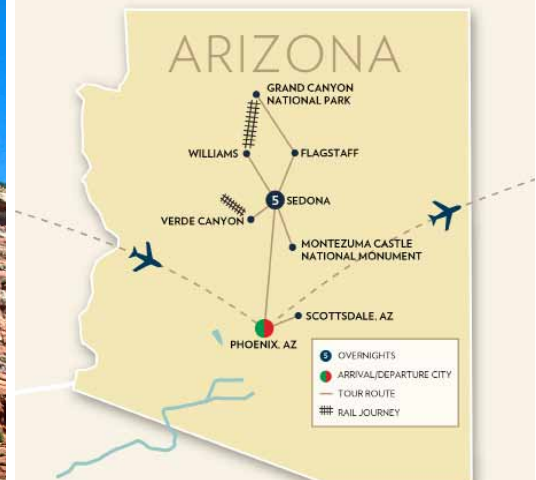 ARIZONA
GRAND CANYON
NATIONAL PARK
WILLIAMS
FLAGSTAFF
5
SEDONA
VERDE CANYON
MONTEZUMA CASTLE
NATIONAL MONUMENT
SCOTTSDALE, AZ
PHOENIX, AZ
5 OVERNIGHTS
ARRIVAL/DEPARTURE CITY
TOUR ROUTE
RAIL JOURNEY